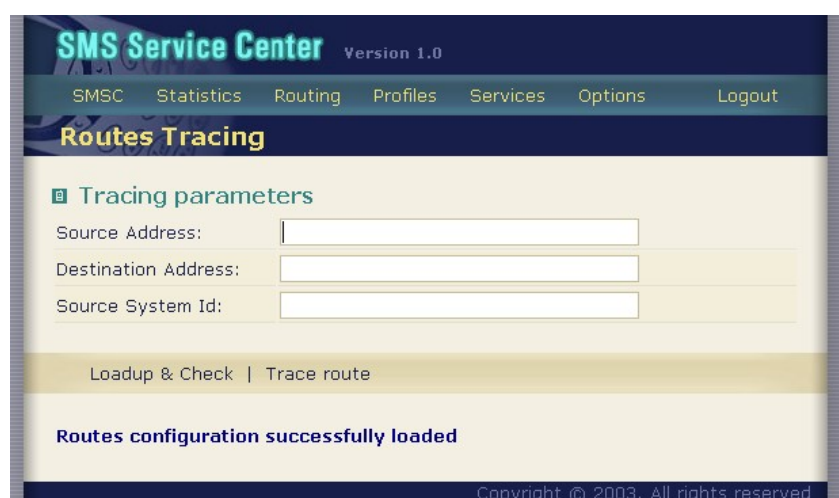 SMS Service Center Version 1.0
SMSC Statistics Routing Profiles Services Options Logout
Routes Tracing
Tracing parameters
Source Address:
Destination Address:
Source System Id:
Loadup & Check | Trace route
Routes configuration successfully loaded
Copyright © 2003. All rights reserved